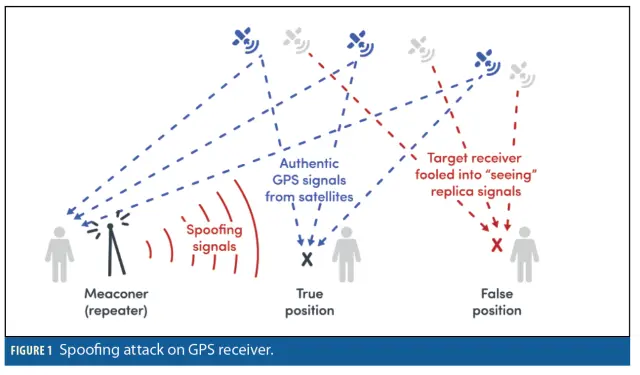 Authentic
GPS signals
from satellites
Target receiver
fooled into “seeing”
replica signals
Spoofing
signals
X
X
Meaconer
(repeater)
True
position
False
position
FIGURE 1 Spoofing attack on GPS receiver.